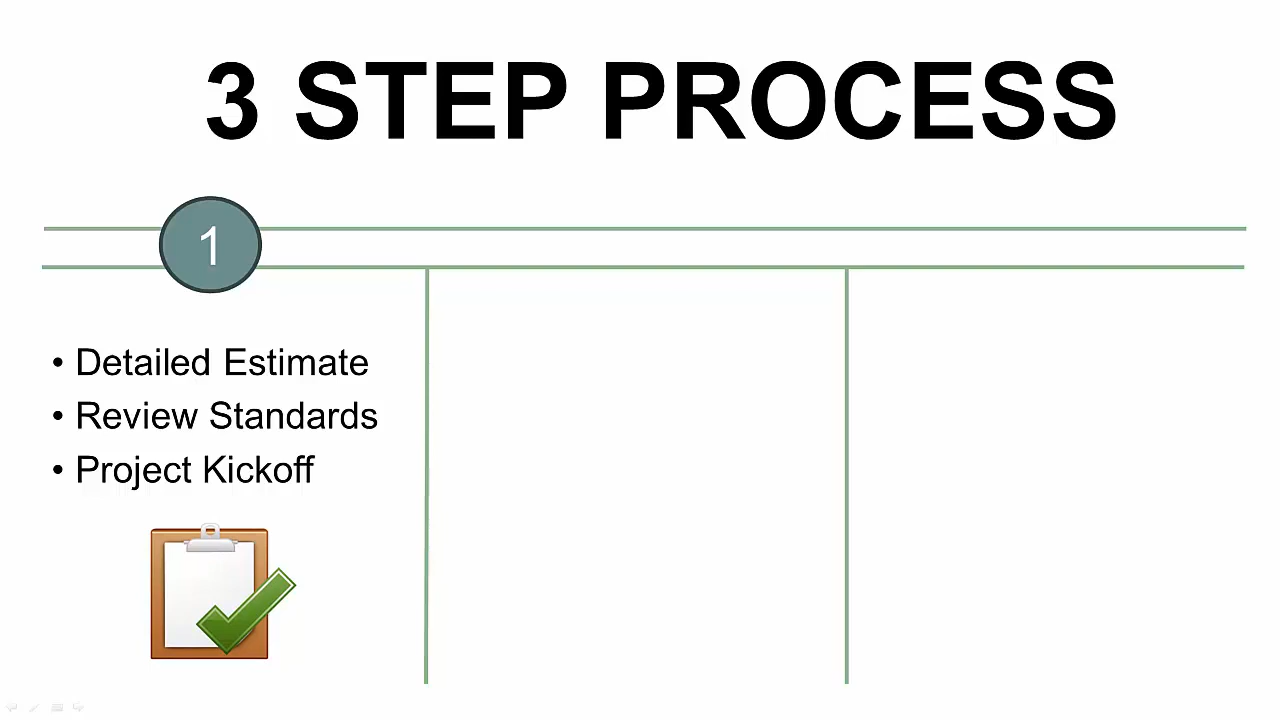 3 STEP PROCESS
1
• Detailed Estimate
• Review Standards
• Project Kickoff